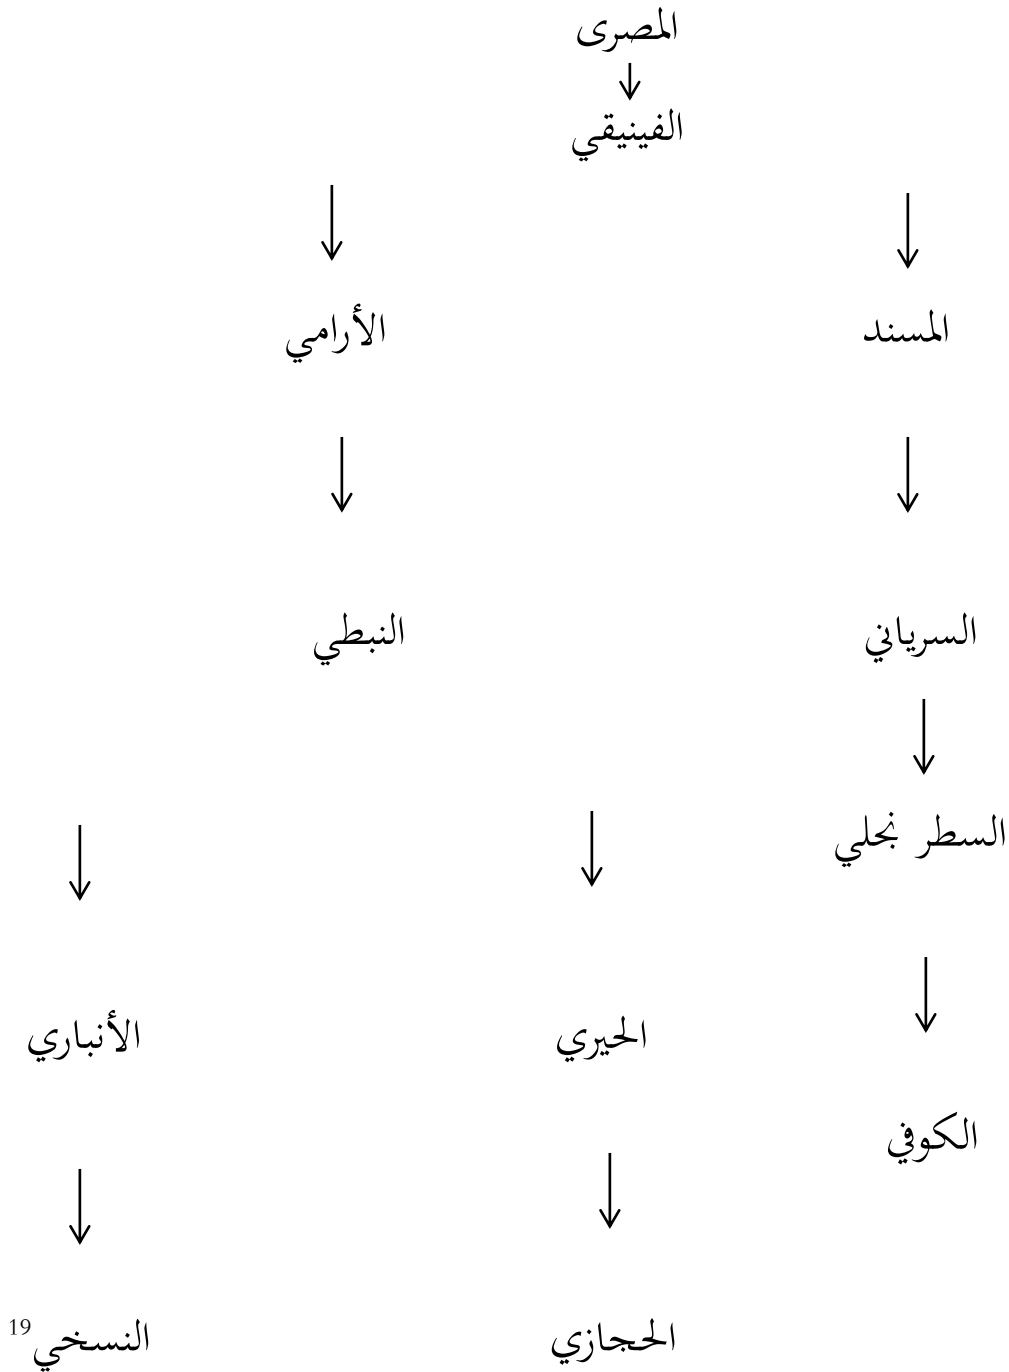 المصرى
الفينيقي
المسند
الأرامي
السرياني
النبطي
السطر نجلي
الحيري
الأنباري
الكوفي
الحجازي
النسخي19